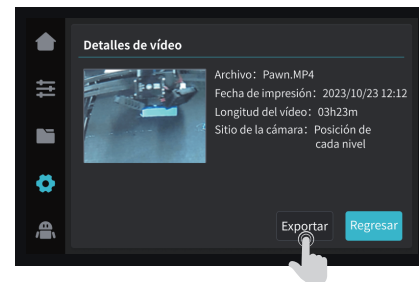 Detalles de vídeo
Archivo: Pawn.MP4
Fecha de impresión: 2023/10/23 12:12
Longitud del vídeo: 03h23m
Sitio de la cámara: Posición de
cada nivel
Exportar
Regresar